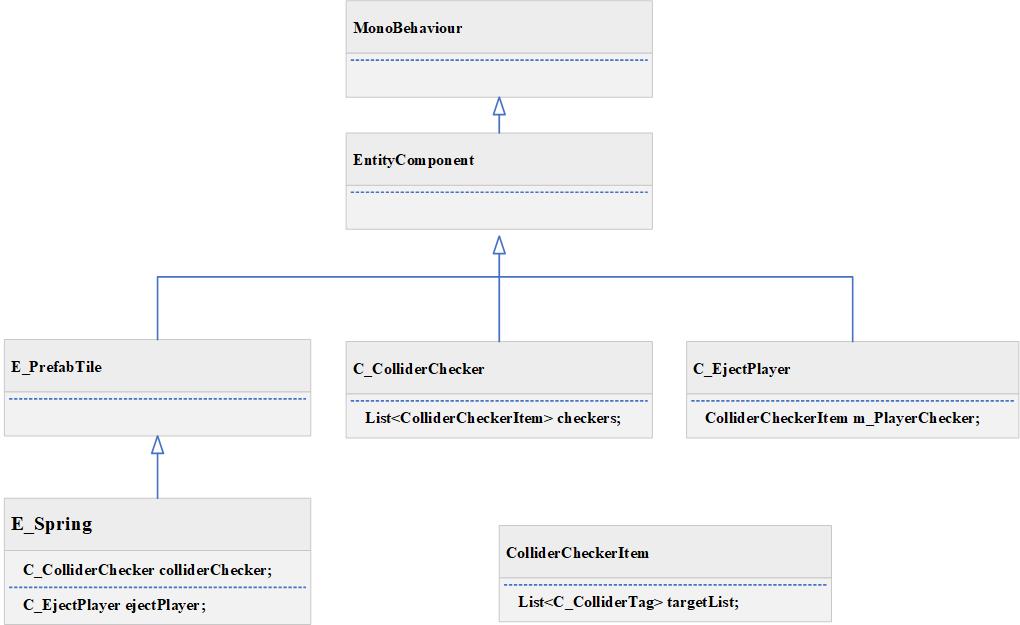 MonoBehaviour
EntityComponent
E_PrefabTile
C_ColliderChecker
List<ColliderCheckerItem> checkers;
C_EjectPlayer
ColliderCheckerItem m_PlayerChecker;
E_Spring
C_ColliderChecker colliderChecker;
C_EjectPlayer ejectPlayer;
ColliderCheckerItem
List<C_ColliderTag> targetList;